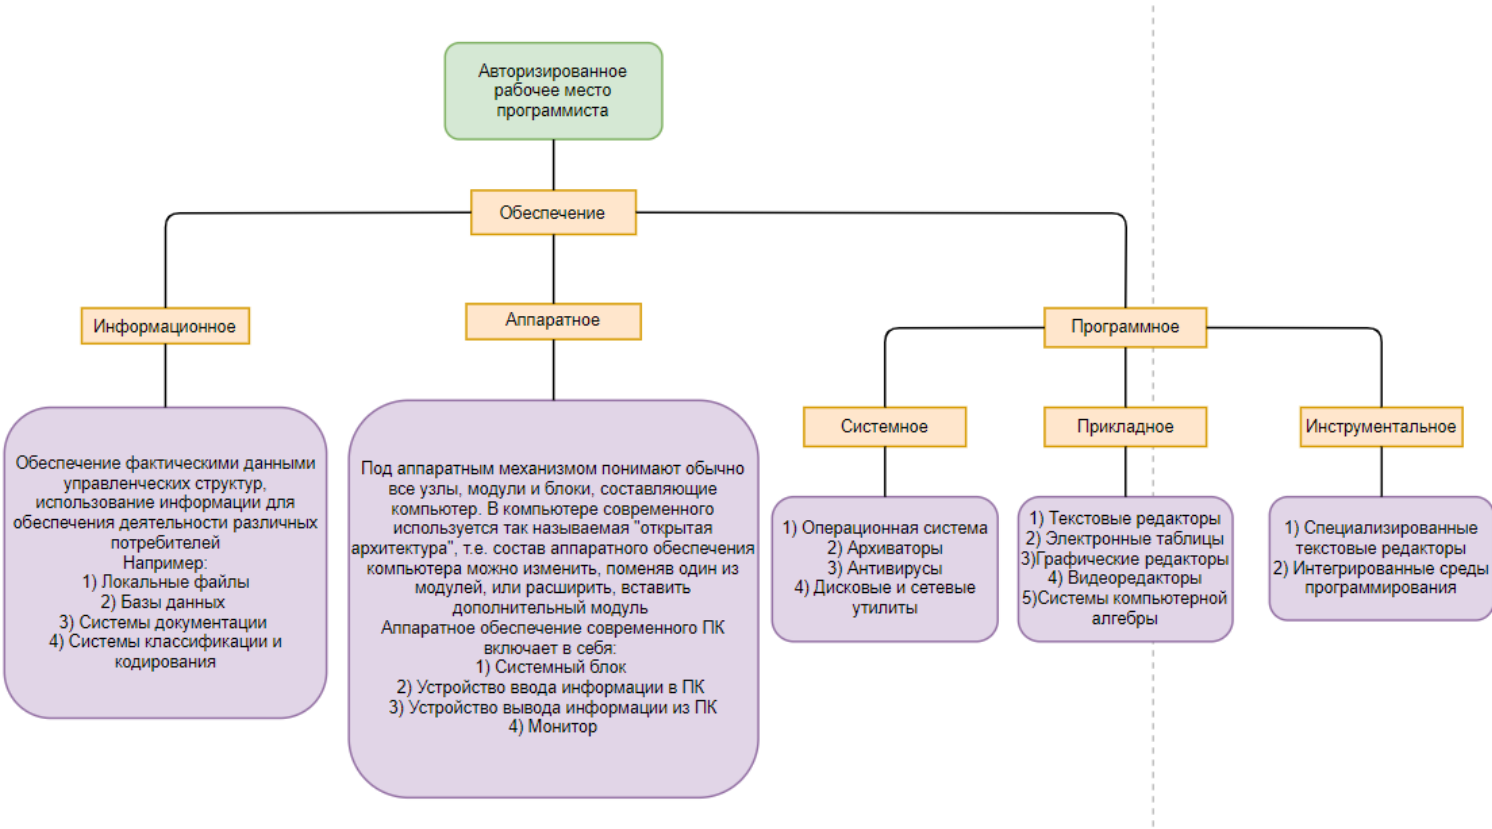 Авторизированное
рабочее место
программиста
Обеспечение
Информационное
Аппаратное
Программное
Системное
Прикладное
Инструментальное
Обеспечение фактическими данными
управленческих структур,
использование информации для
обеспечения деятельности различных
потребителей
Например:
1) Локальные файлы
2) Базы данных
3) Системы документации
4) Системы классификации и
кодирования
Под аппаратным механизмом понимают обычно
все узлы, модули и блоки, составляющие
компьютер. В компьютере современного
используется так называемая "открытая
архитектура", т.е. состав аппаратного обеспечения
компьютера можно изменить, поменяв один из
модулей, или расширить, вставить
дополнительный модуль
Аппаратное обеспечение современного ПК
включает в себя:
1) Системный блок
2) Устройство ввода информации в ПК
3) Устройство вывода информации из ПК
4) Монитор
1) Операционная система
2) Архиваторы
3) Антивирусы
4) Дисковые и сетевые
утилиты
1) Текстовые редакторы
2) Электронные таблицы
3)Графические редакторы
4) Видеоредакторы
5)Системы компьютерной
алгебры
1) Специализированные
текстовые редакторы
2) Интегрированные среды
программирования